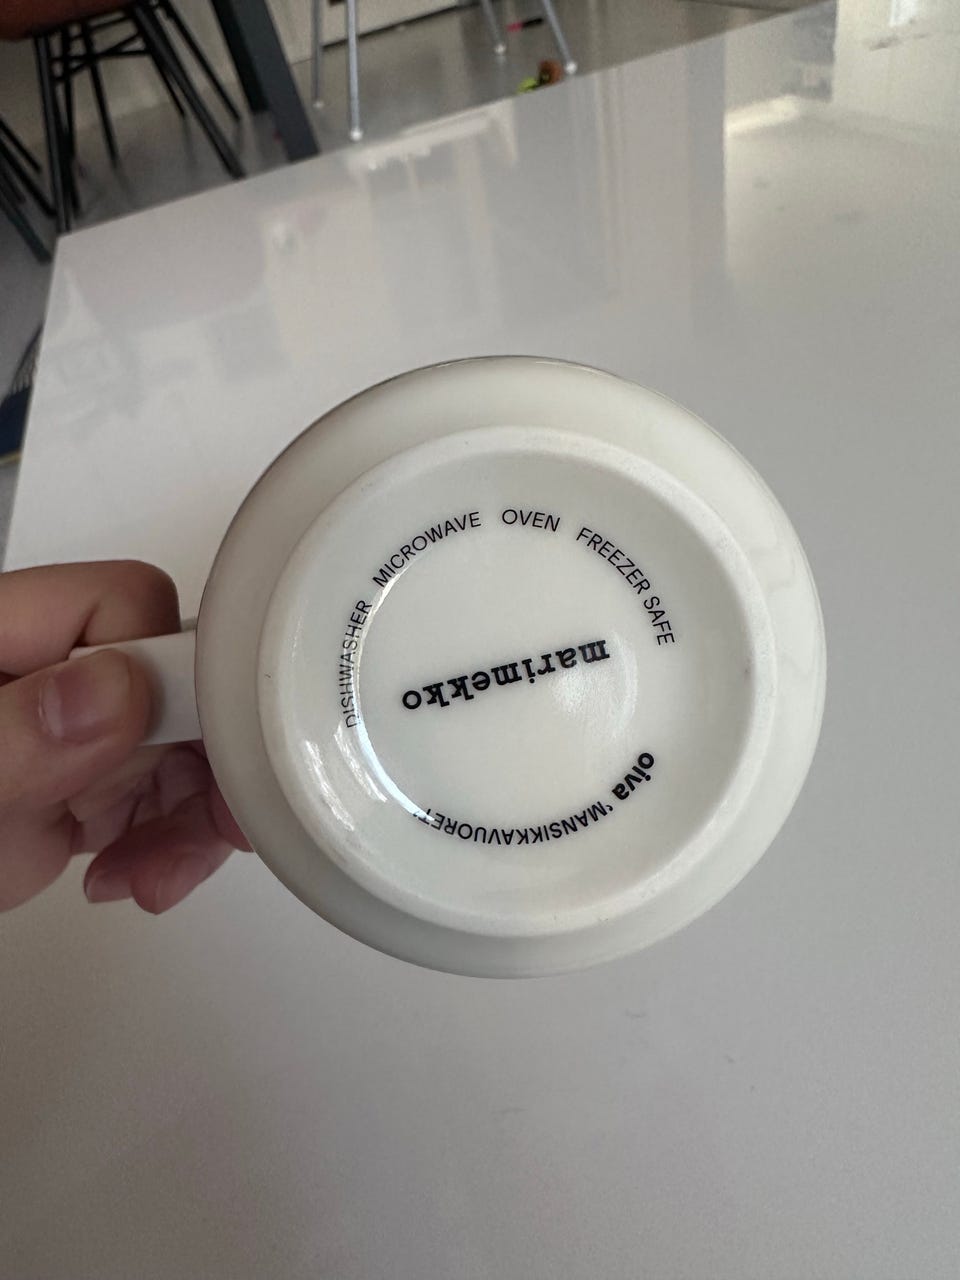 DISHWASHER MICROWAVE OVEN FREEZER SAFE
marimekko
oiva 'MANSIKKAVUORET'